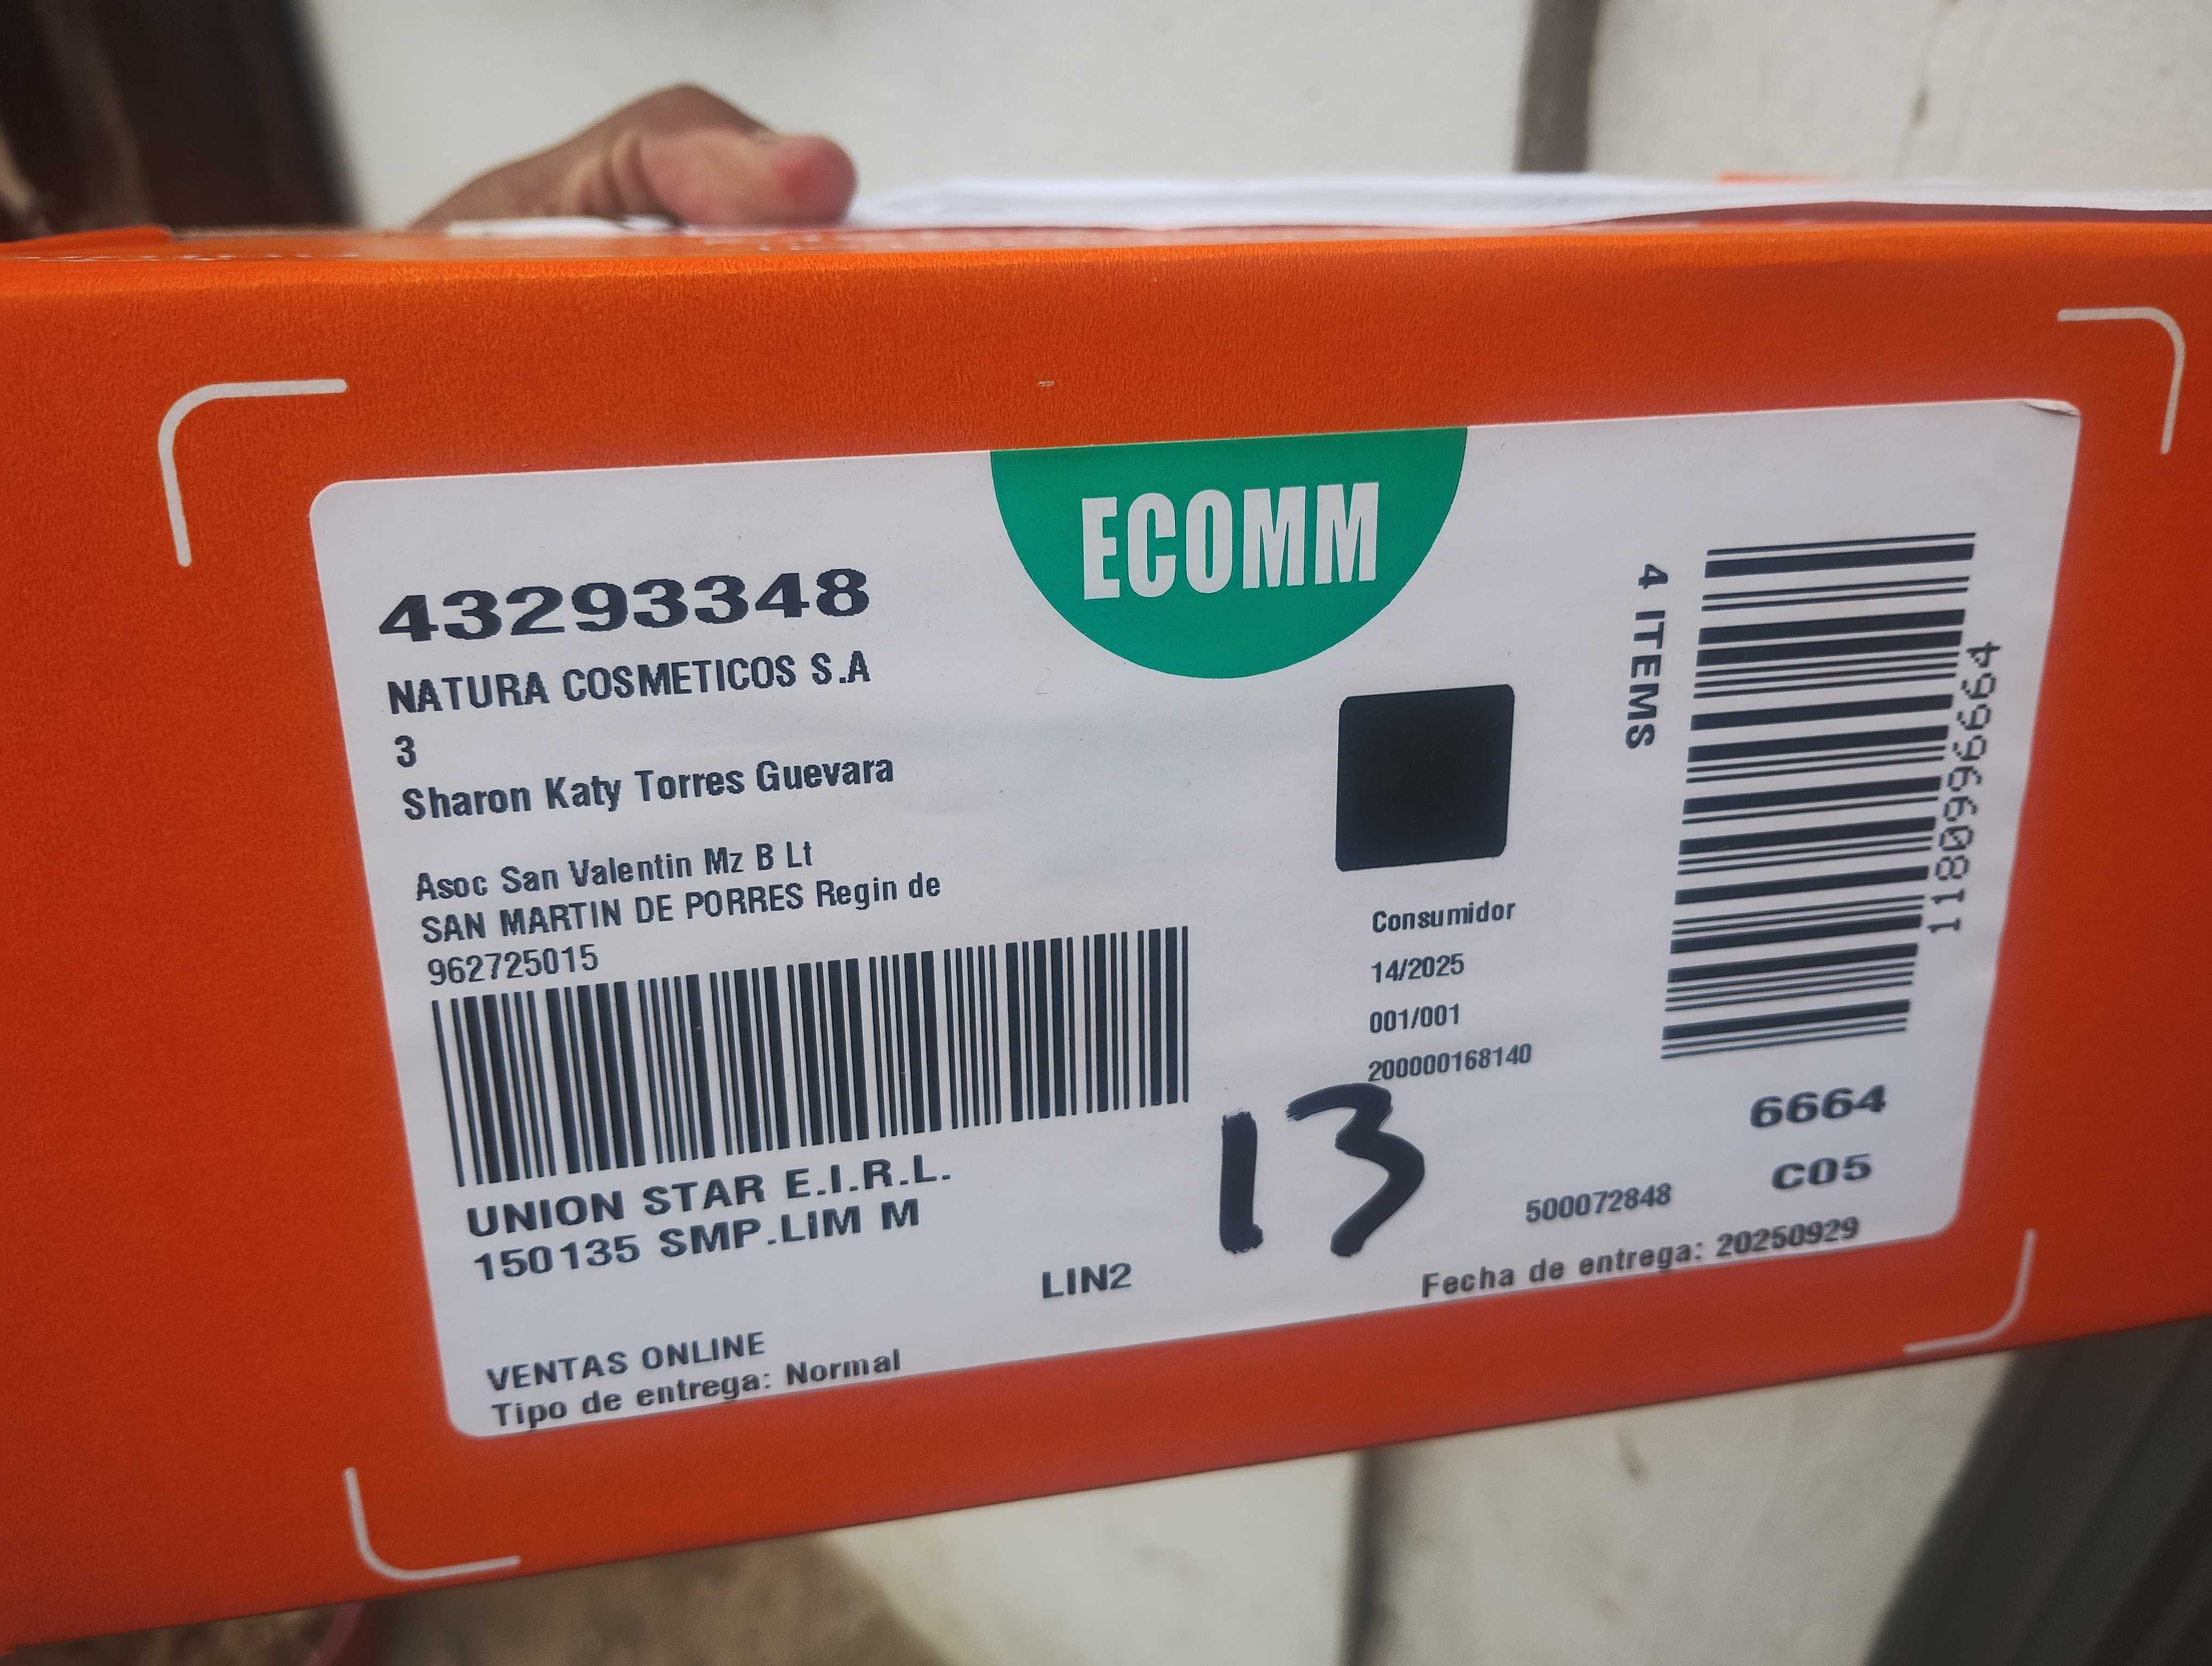 ECOMM
43293348
NATURA COSMETICOS S.A
3
Sharon Katy Torres Guevara
Asoc San Valentin Mz B Lt
SAN MARTIN DE PORRES Regin de
962725015
UNION STAR E.I.R.L.
150135 SMP.LIM M
LIN2
VENTAS ONLINE
Tipo de entrega: Normal
Consumidor
14/2025
001/001
200000168140
13
4 ITEMS
1180996664
6664
C05
500072848
Fecha de entrega: 20250929